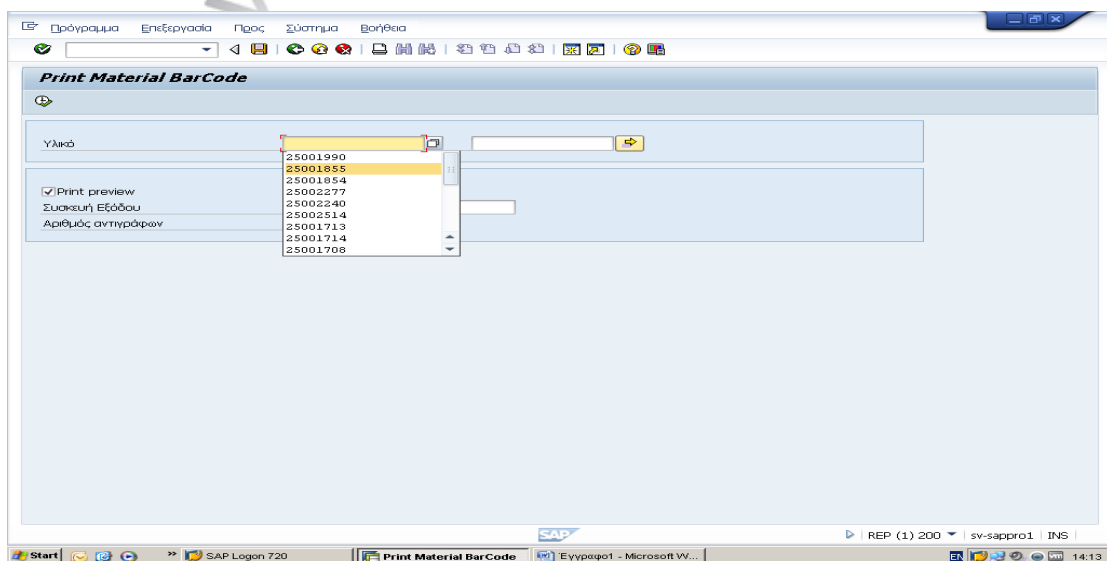 Πρόγραμμα Επεξεργασία Προς Σύστημα Βοήθεια
Print Material BarCode
Υλικό
25001990
25001855
25001854
25002277
25002240
25002514
25001713
25001714
25001708
Print preview
Συσκευή Εξόδου
Αριθμός αντιγράφων
SAP
REP (1) 200 sv-sappro1 INS
Start » SAP Logon 720 Print Material BarCode Έγγραφο1 - Microsoft W... EN 14:13